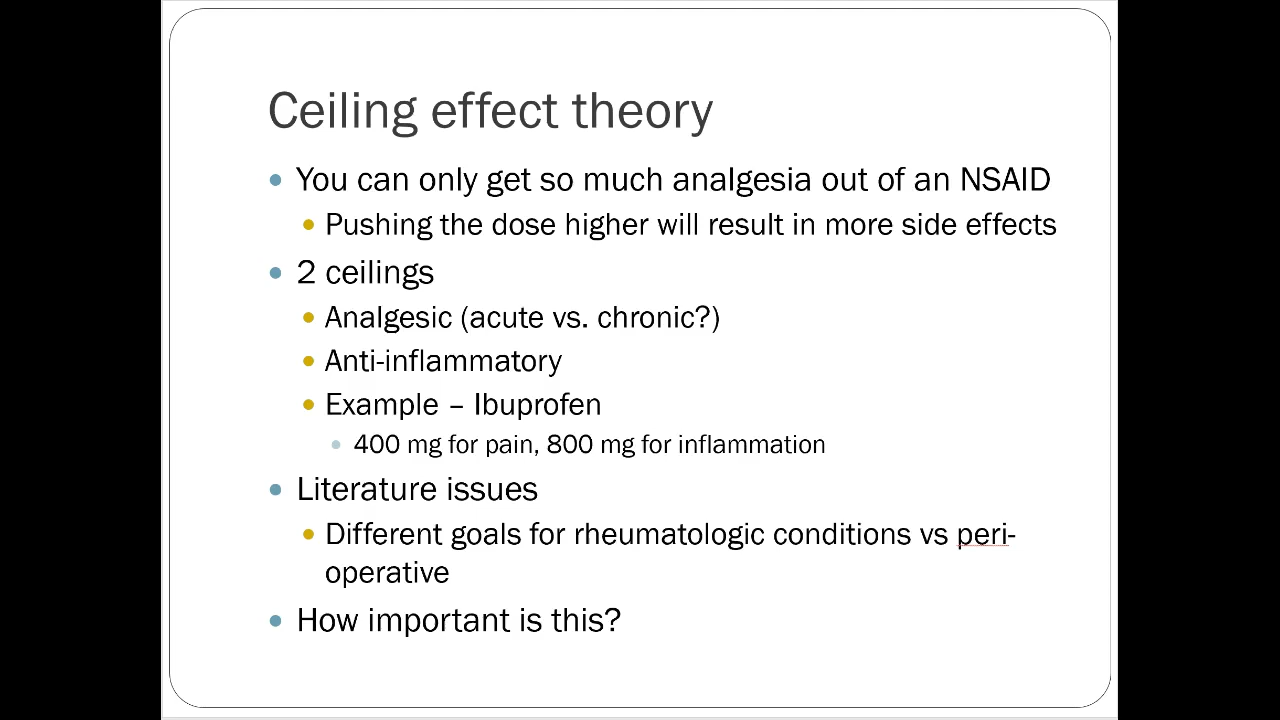 Ceiling effect theory
• You can only get so much analgesia out of an NSAID
• Pushing the dose higher will result in more side effects
• 2 ceilings
• Analgesic (acute vs. chronic?)
• Anti-inflammatory
• Example – Ibuprofen
• 400 mg for pain, 800 mg for inflammation
• Literature issues
• Different goals for rheumatologic conditions vs peri-
operative
• How important is this?